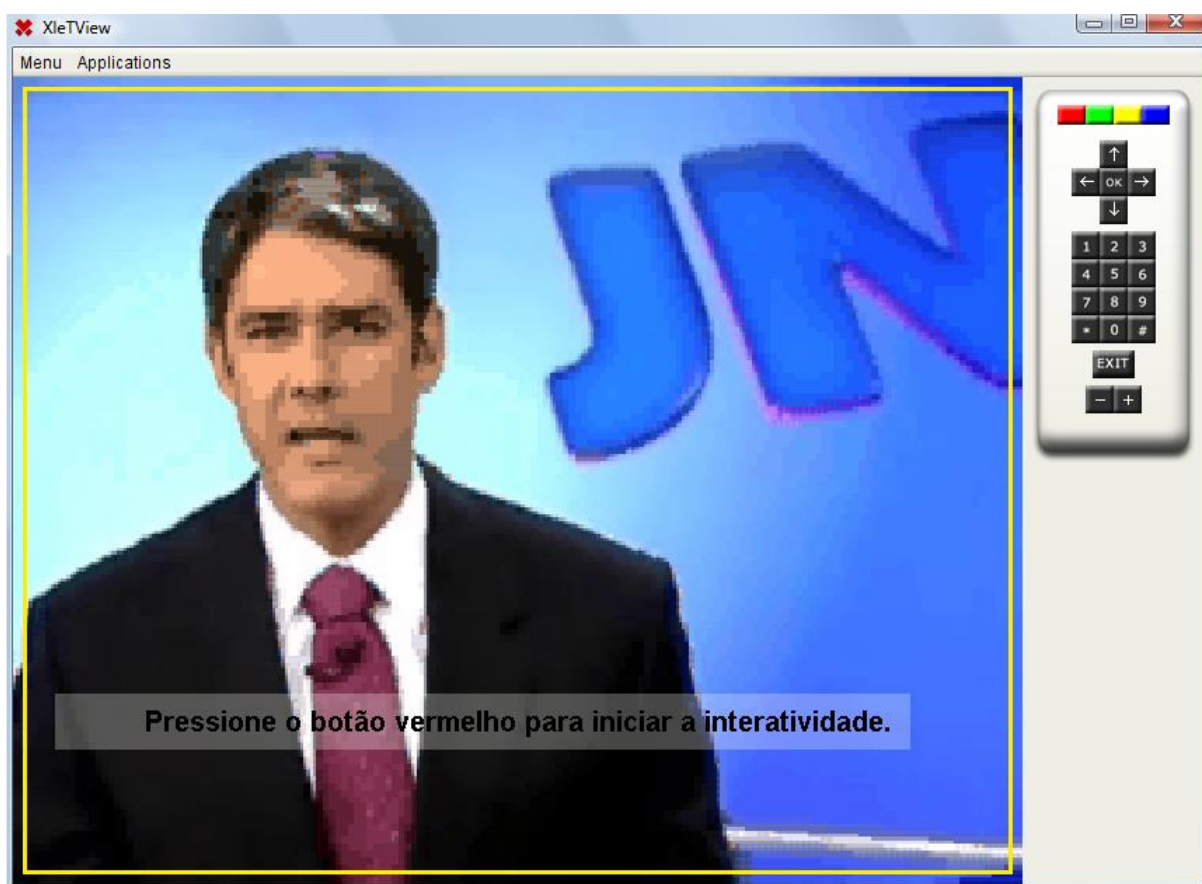 XleTView
Menu Applications
JN
Pressione o botão vermelho para iniciar a interatividade.
OK
1 2 3
4 5 6
7 8 9
* 0 #
EXIT
- +